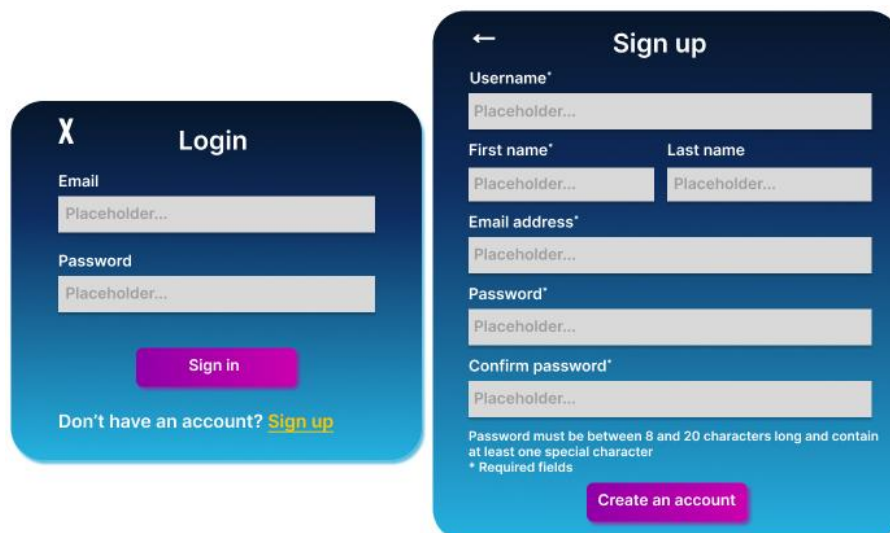 X
Login
Email
Placeholder...
Password
Placeholder...
Sign in
Don't have an account? Sign up
←
Sign up
Username*
Placeholder...
First name* Last name
Placeholder... Placeholder...
Email address*
Placeholder...
Password*
Placeholder...
Confirm password*
Placeholder...
Password must be between 8 and 20 characters long and contain
at least one special character
* Required fields
Create an account